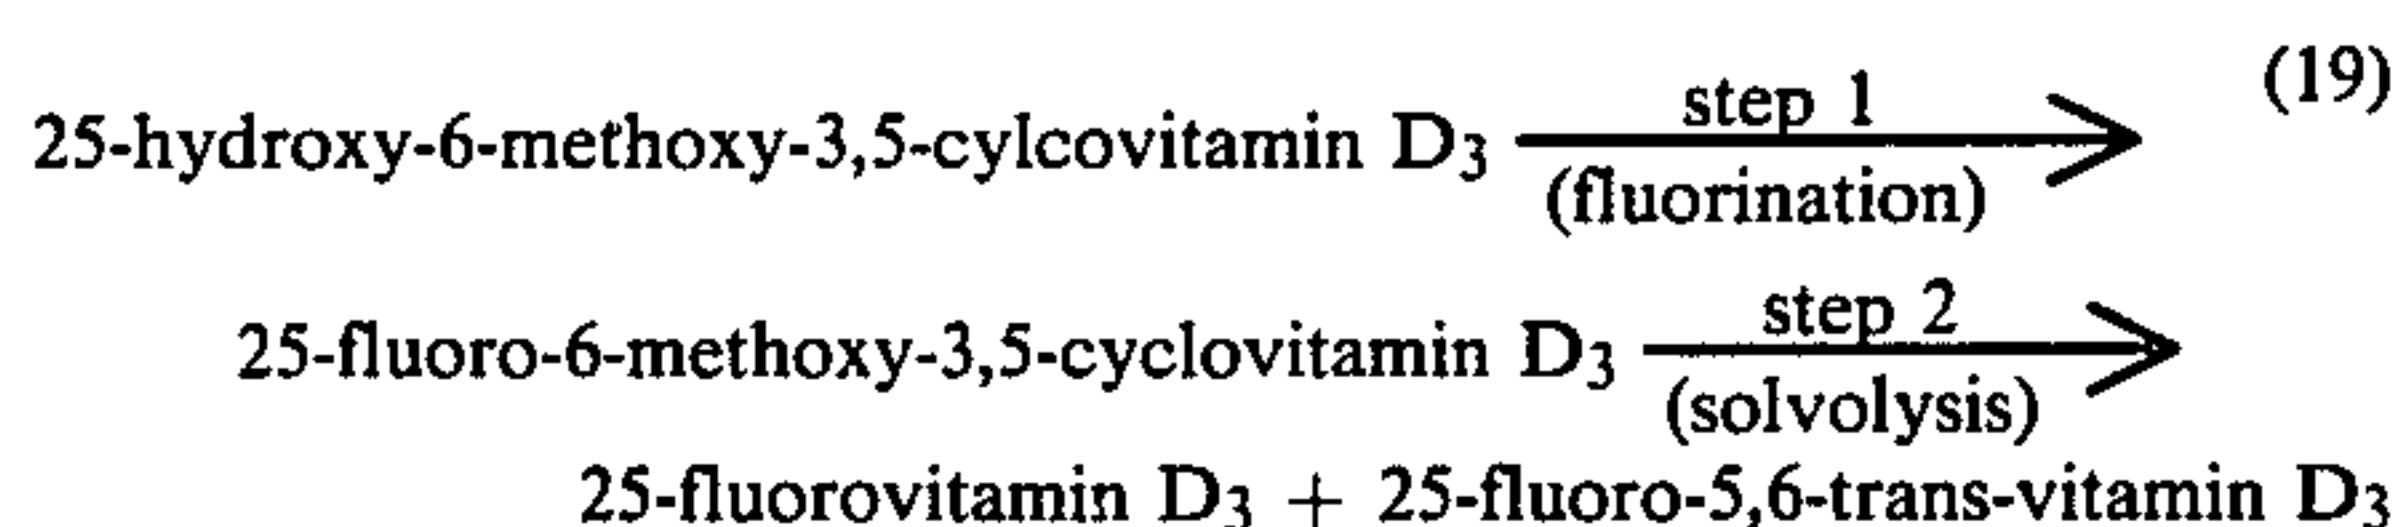 (19)
25-hydroxy-6-methoxy-3,5-cylcovitamin D3 step 1
(fluorination)
25-fluoro-6-methoxy-3,5-cyclovitamin D3 step 2
(solvolysis)
25-fluorovitamin D3 + 25-fluoro-5,6-trans-vitamin D3